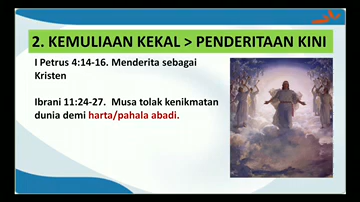 2. KEMULIAAN KEKAL > PENDERITAAN KINI
I Petrus 4:14-16. Menderita sebagai
Kristen
Ibrani 11:24-27. Musa tolak kenikmatan
dunia demi harta/pahala abadi.